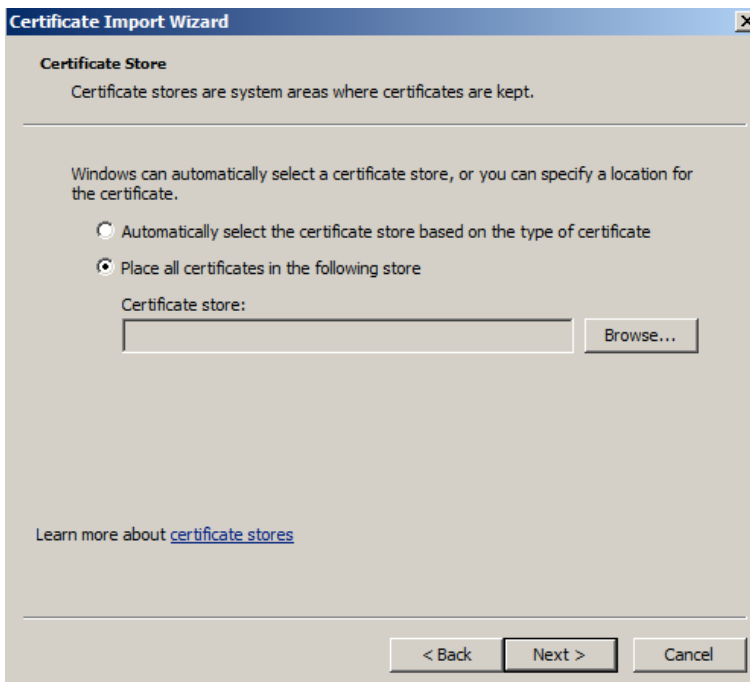 Certificate Import Wizard
Certificate Store
Certificate stores are system areas where certificates are kept.
Windows can automatically select a certificate store, or you can specify a location for
the certificate.
Automatically select the certificate store based on the type of certificate
Place all certificates in the following store
Certificate store:
Browse...
Learn more about certificate stores
< Back
Next >
Cancel